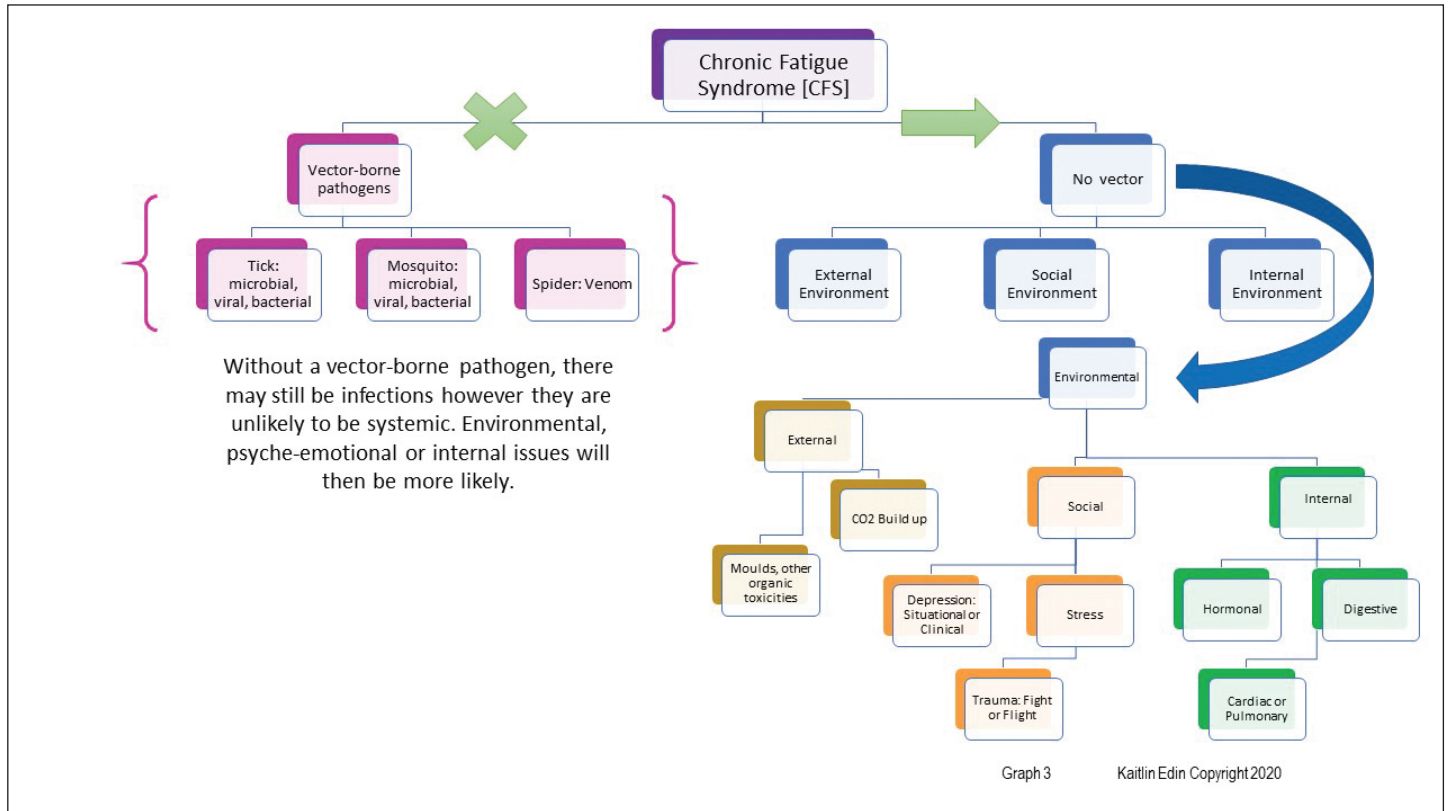 Chronic Fatigue
Syndrome [CFS]
Vector-borne
pathogens
No vector
Tick:
microbial,
viral, bacterial
Mosquito:
microbial,
viral, bacterial
Spider: Venom
External
Environment
Social
Environment
Internal
Environment
Without a vector-borne pathogen, there
may still be infections however they are
unlikely to be systemic. Environmental,
psyche-emotional or internal issues will
then be more likely.
Environmental
External
CO2 Build up
Moulds, other
organic
toxicities
Social
Depression:
Situational or
Clinical
Stress
Trauma: Fight
or Flight
Internal
Hormonal
Digestive
Cardiac or
Pulmonary
Graph 3
Kaitlin Edin Copyright 2020